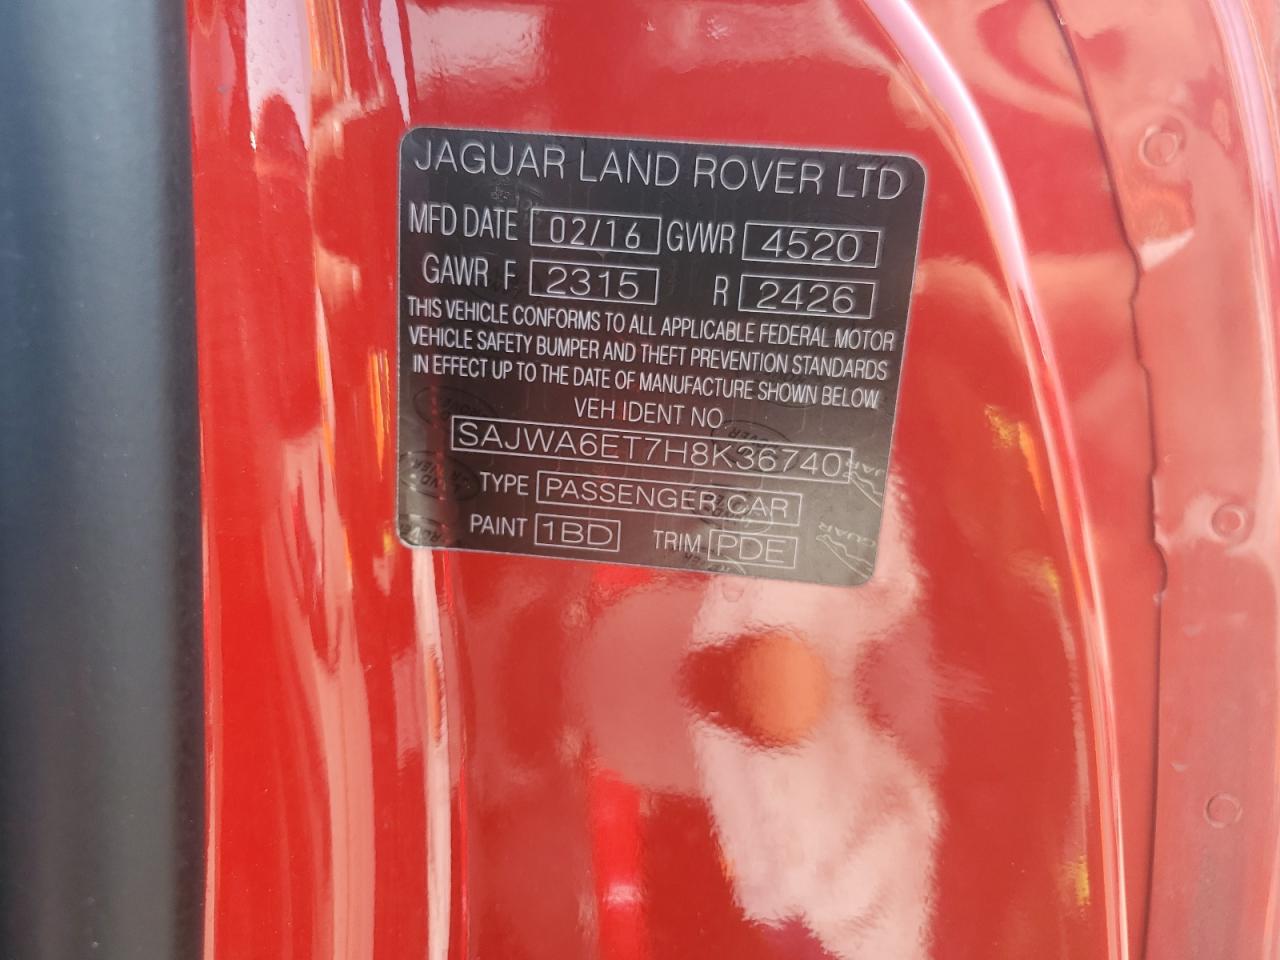 JAGUAR LAND ROVER LTD
MFD DATE 02/16 GVWR 4520
GAWR F 2315 R 2426
THIS VEHICLE CONFORMS TO ALL APPLICABLE FEDERAL MOTOR
VEHICLE SAFETY BUMPER AND THEFT PREVENTION STANDARDS
IN EFFECT UP TO THE DATE OF MANUFACTURE SHOWN BELOW
VEH IDENT NO
SAJWA6ET7H8K36740
TYPE PASSENGER CAR
PAINT 1BD TRIM PDE